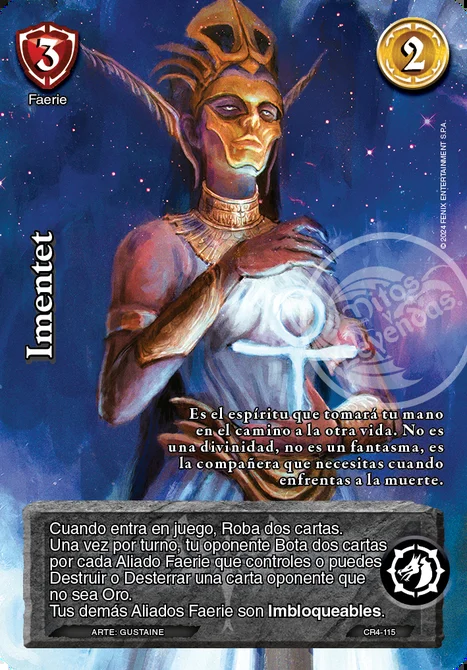 3
Faerie
2
© 2024 FENIX ENTERTAINMENT S.P.A.
Imentet
Mitos
Leyendas
Es el espíritu que tomará tu mano
en el camino a la otra vida. No es
una divinidad, no es un fantasma, es
la compañera que necesitas cuando
enfrentas a la muerte.
Cuando entra en juego, Roba dos cartas.
Una vez por turno, tu oponente Bota dos cartas
por cada Aliado Faerie que controles o puedes
Destruir o Desterrar una carta oponente que
no sea Oro.
Tus demás Aliados Faerie son Imbloqueables.
ARTE: GUSTAINE
CR4-115